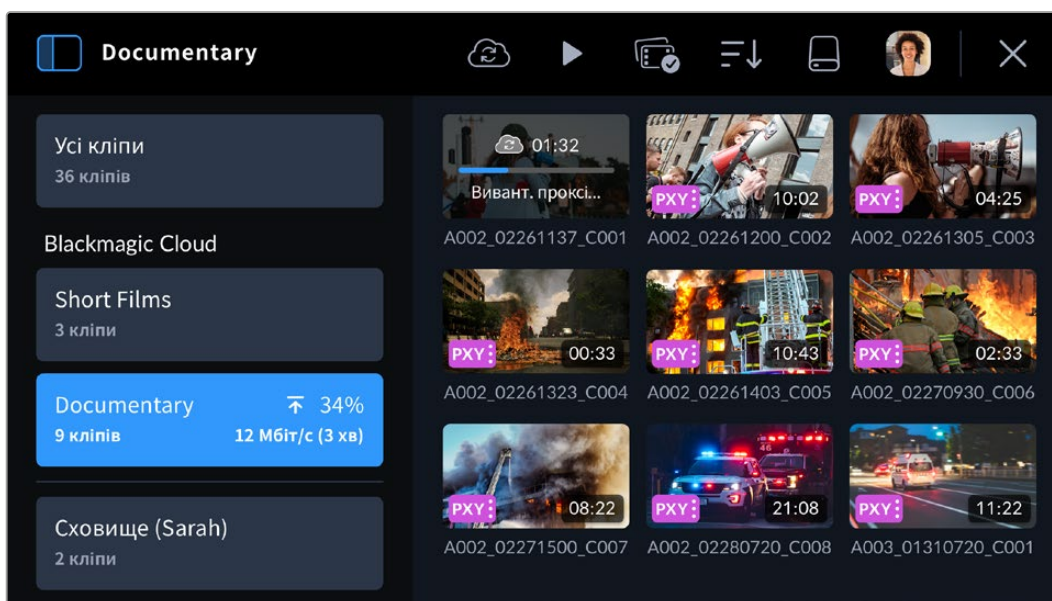 Documentary
Усі кліпи
36 кліпів
Blackmagic Cloud
Short Films
3 кліпи
Documentary 34%
9 кліпів 12 Мбіт/с (3 хв)
Сховище (Sarah)
2 кліпи
01:32
Вивант. проксі...
PXY 10:02
PXY 04:25
A002_02261137_C001 A002_02261200_C002 A002_02261305_C003
PXY 00:33
PXY 10:43
PXY 02:33
A002_02261323_C004 A002_02261403_C005 A002_02270930_C006
PXY 08:22
46
PXY 21:08
PXY 11:22
A002_02271500_C007 A002_02280720_C008 A003_01310720_C001